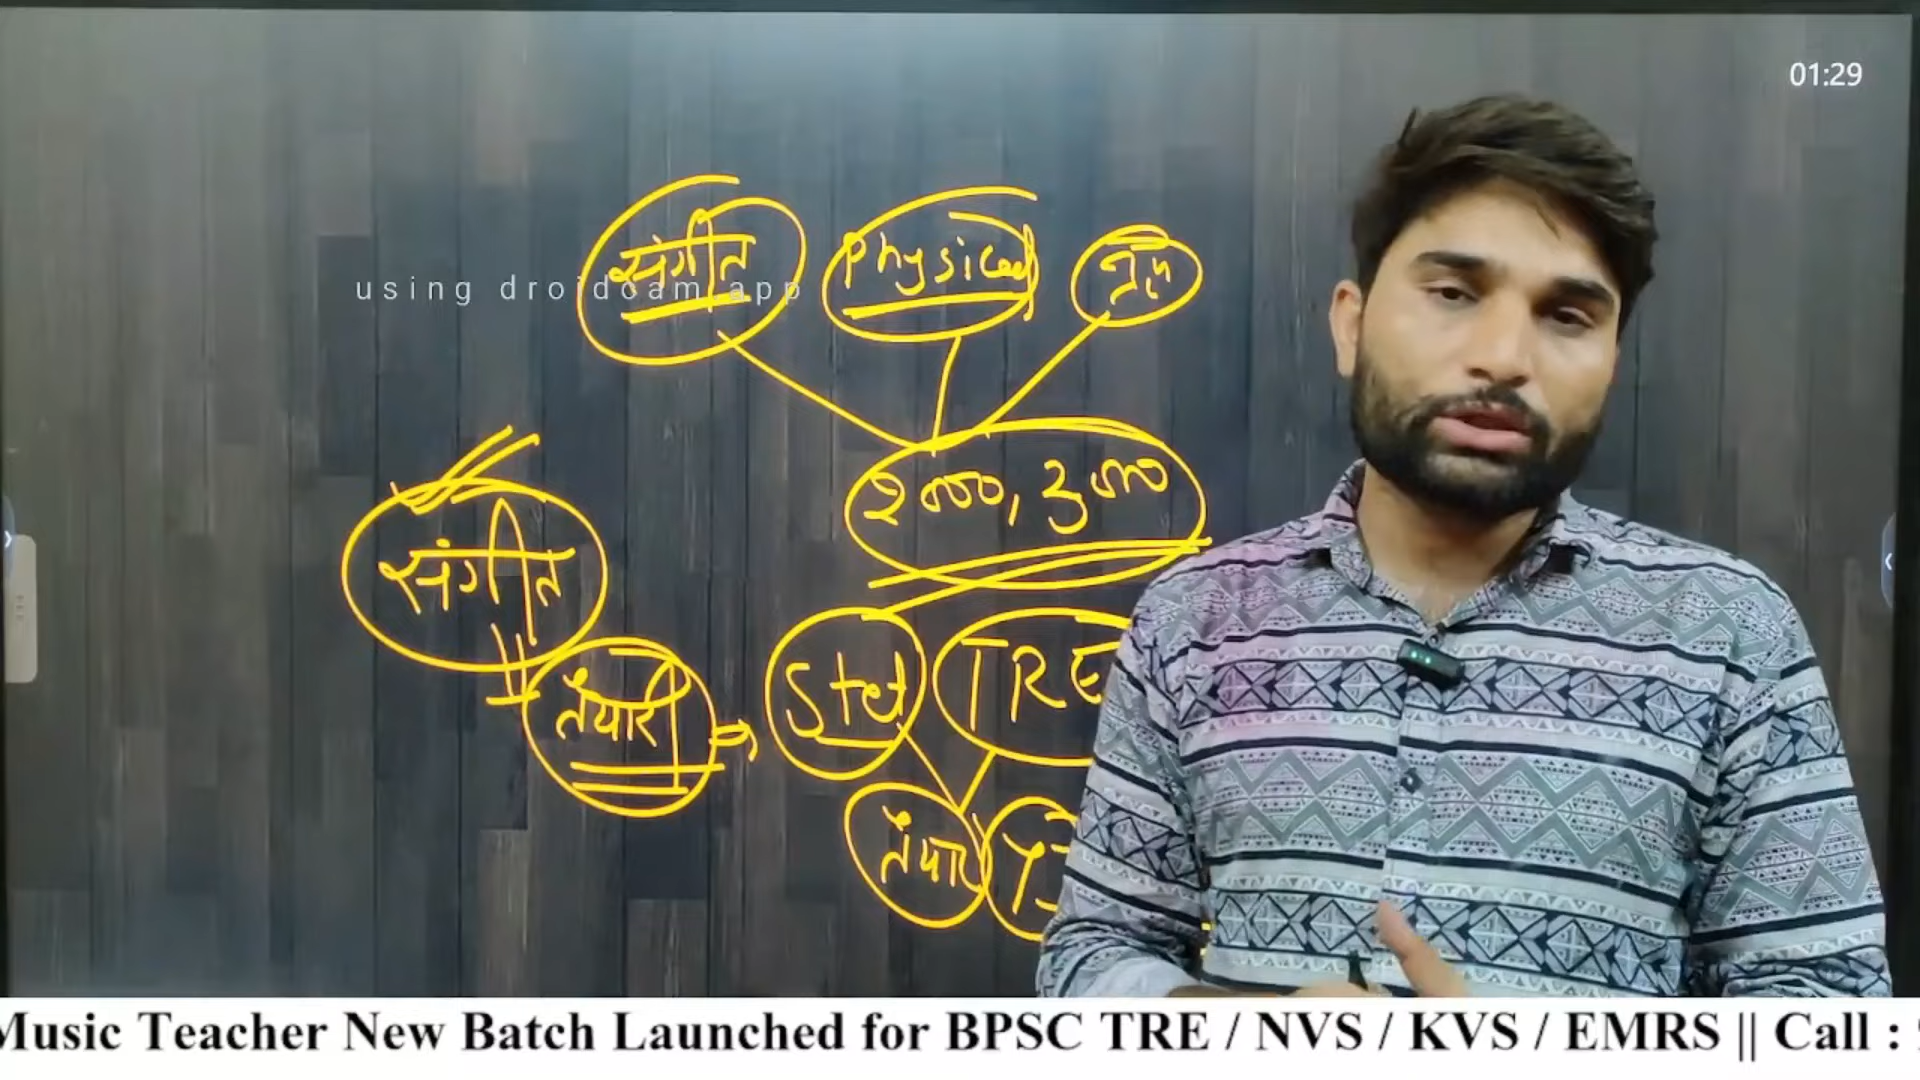 01:29
संगीत Physical
using droidcam.app
2000, 3000
संगीत
Stet TRE
तैयारी
तैयार
Music Teacher New Batch Launched for BPSC TRE / NVS / KVS / EMRS || Call :